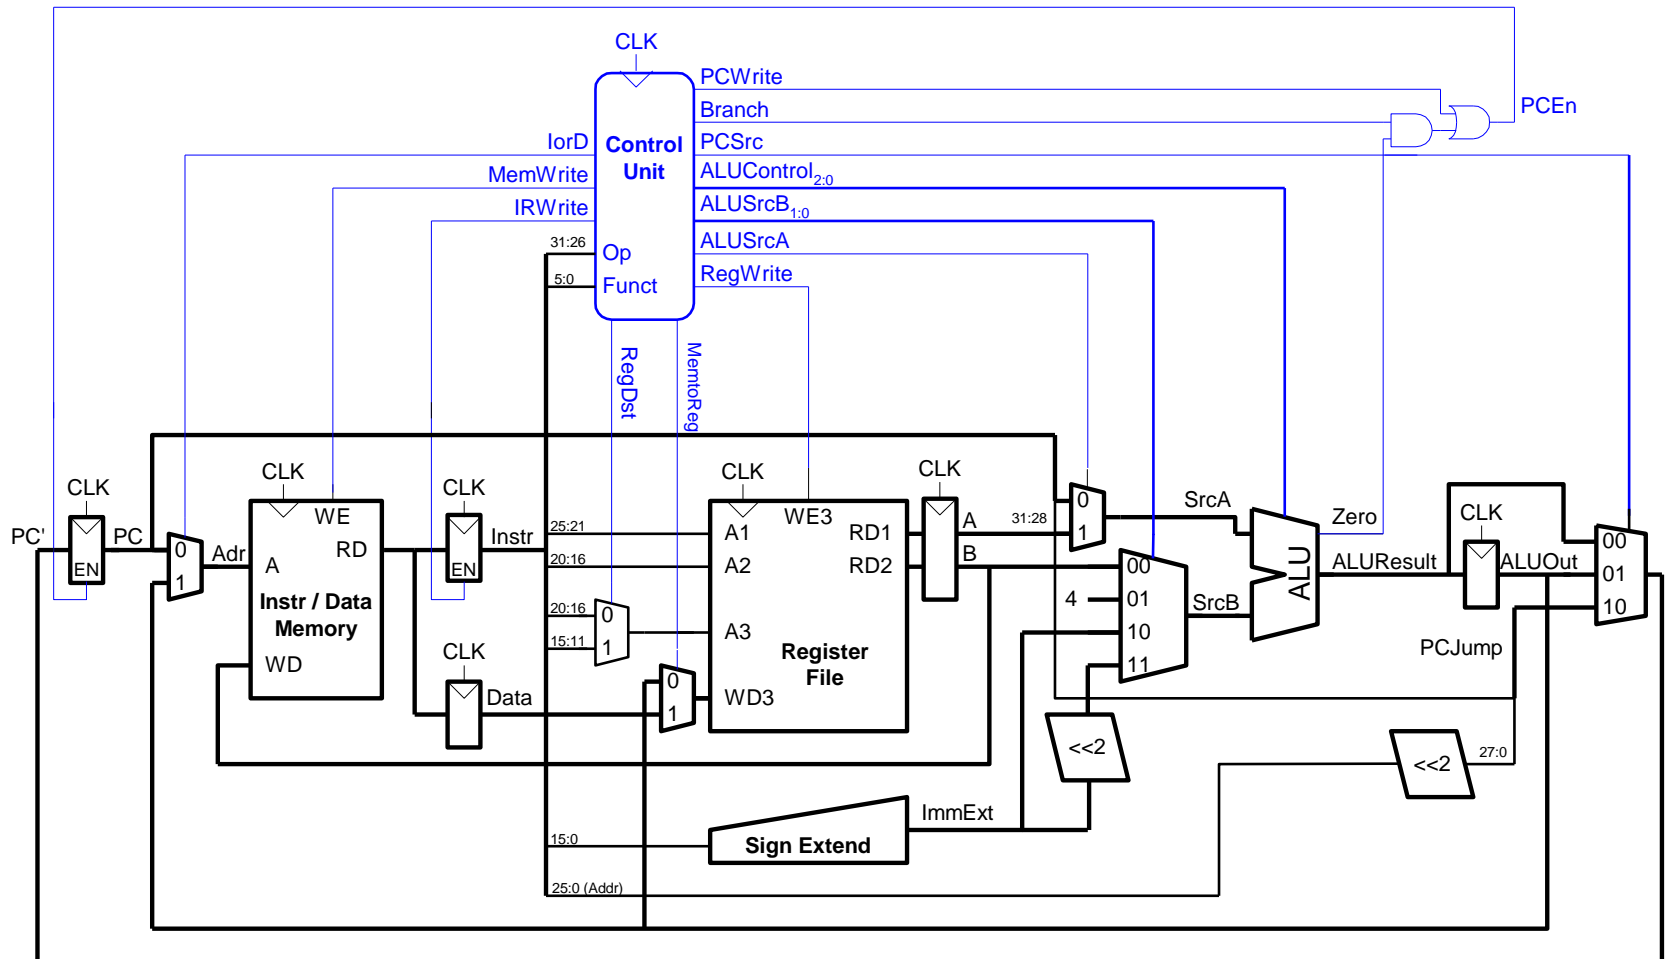 CLK
PCWrite
Branch
PCEn
IorD
Control
Unit
PCSrc
MemWrite
ALUControl2:0
IRWrite
ALUSrcB1:0
31:26
Op
ALUSrcA
5:0
Funct
RegWrite
RegDst
MemtoReg
CLK
CLK
CLK
CLK
CLK
CLK
PC'
EN
PC
0
1
Adr
WE
A
RD
Instr / Data
Memory
WD
EN
Instr
CLK
Data
25:21
20:16
20:16
15:11
0
1
0
1
A1
A2
A3
WD3
WE3
RD1
RD2
Register
File
A
B
31:28
0
1
SrcA
00
4
01
10
11
SrcB
ALU
Zero
ALUResult
ALUOut
00
01
10
PCJump
<<2
<<2
27:0
ImmExt
15:0
Sign Extend
25:0 (Addr)